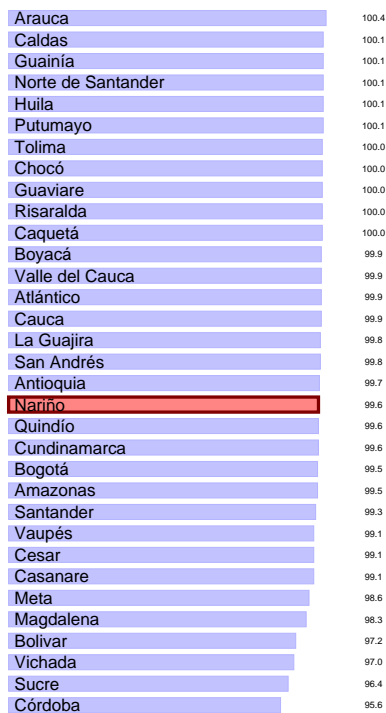 Arauca 100.4
Caldas 100.1
Guainía 100.1
Norte de Santander 100.1
Huila 100.1
Putumayo 100.1
Tolima 100.0
Chocó 100.0
Guaviare 100.0
Risaralda 100.0
Caquetá 100.0
Boyacá 99.9
Valle del Cauca 99.9
Atlántico 99.9
Cauca 99.9
La Guajira 99.8
San Andrés 99.8
Antioquia 99.7
Nariño 99.6
Quindío 99.6
Cundinamarca 99.6
Bogotá 99.5
Amazonas 99.5
Santander 99.3
Vaupés 99.1
Cesar 99.1
Casanare 99.1
Meta 98.6
Magdalena 98.3
Bolivar 97.2
Vichada 97.0
Sucre 96.4
Córdoba 95.6